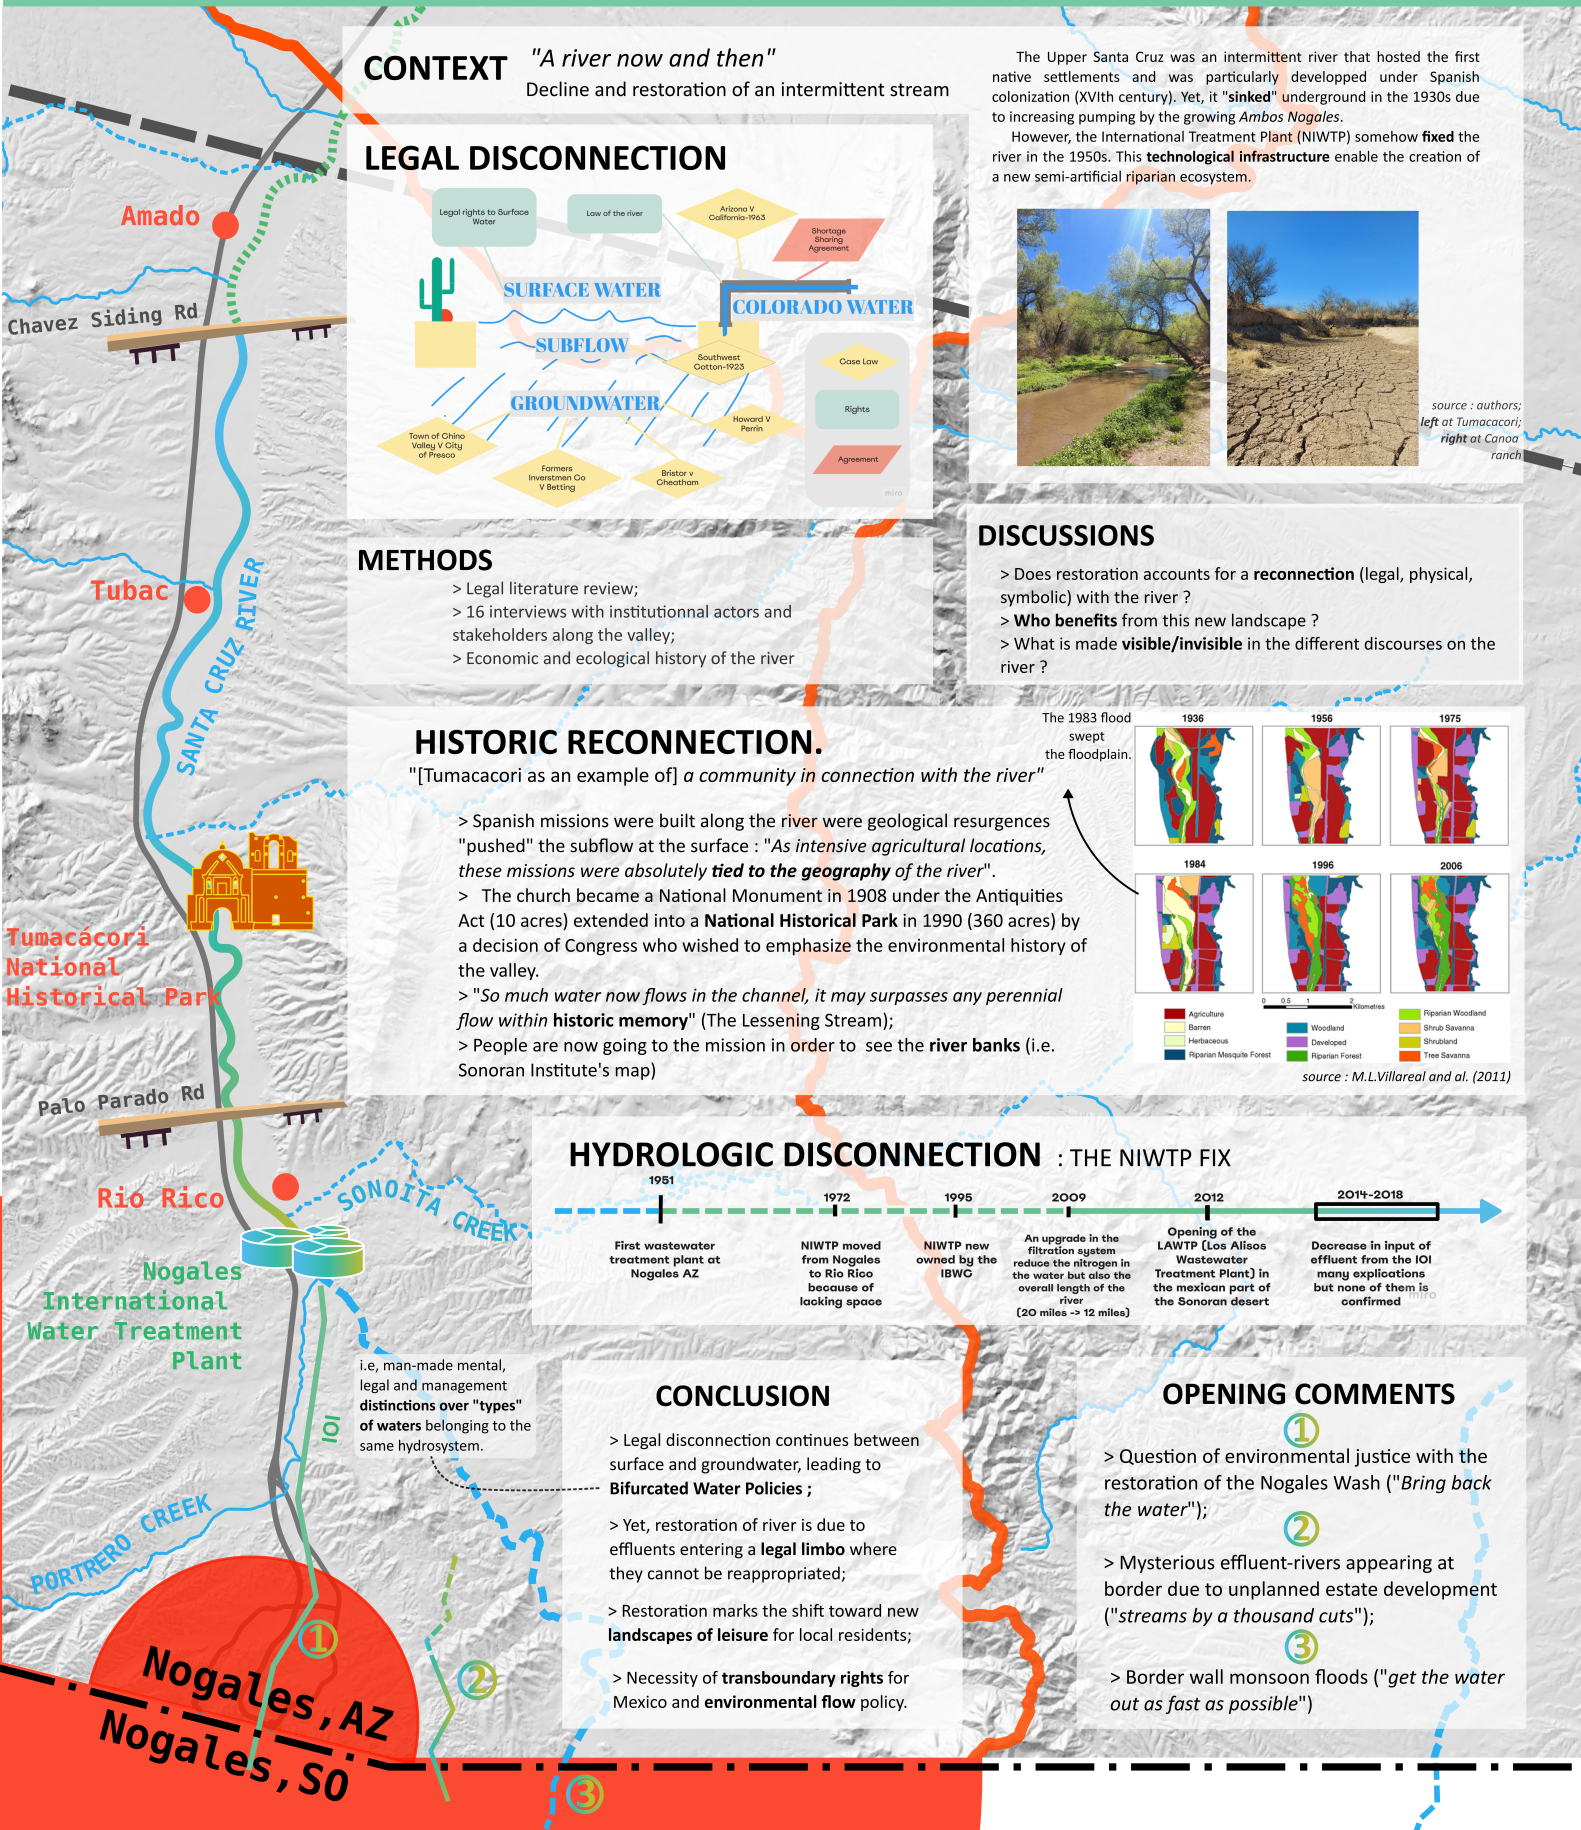 CONTEXT
"A river now and then"
Decline and restoration of an intermittent stream
The Upper Santa Cruz was an intermittent river that hosted the first
native settlements and was particularly developped under Spanish
colonization (XVIth century). Yet, it "sinked" underground in the 1930s due
to increasing pumping by the growing Ambos Nogales.
However, the International Treatment Plant (NIWTP) somehow fixed the
river in the 1950s. This technological infrastructure enable the creation of
a new semi-artificial riparian ecosystem.
source : authors;
left at Tumacacori;
right at Canoa
ranch
LEGAL DISCONNECTION
Legal rights to Surface
Water
Law of the river
Arizona V
California-1963
Shortage
Sharing
Agreement
SURFACE WATER
COLORADO WATER
SUBFLOW
Southwest
Cotton-1923
GROUNDWATER
Town of Chino
Valley V City
of Presco
Farmers
Inverstmen Co
V Betting
Bristor v
Cheatham
Howard V
Perrin
Case Law
Rights
Agreement
miro
METHODS
> Legal literature review;
> 16 interviews with institutionnal actors and
stakeholders along the valley;
> Economic and ecological history of the river
DISCUSSIONS
> Does restoration accounts for a reconnection (legal, physical,
symbolic) with the river ?
> Who benefits from this new landscape ?
> What is made visible/invisible in the different discourses on the
river ?
HISTORIC RECONNECTION.
"[Tumacacori as an example of] a community in connection with the river"
> Spanish missions were built along the river were geological resurgences
"pushed" the subflow at the surface : "As intensive agricultural locations,
these missions were absolutely tied to the geography of the river".
> The church became a National Monument in 1908 under the Antiquities
Act (10 acres) extended into a National Historical Park in 1990 (360 acres) by
a decision of Congress who wished to emphasize the environmental history of
the valley.
> "So much water now flows in the channel, it may surpasses any perennial
flow within historic memory" (The Lessening Stream);
> People are now going to the mission in order to see the river banks (i.e.
Sonoran Institute's map)
The 1983 flood
swept
the floodplain.
1936
1956
1975
1984
1996
2006
0 0.5 1 2
Kilometres
Agriculture
Barren
Herbaceous
Riparian Mesquite Forest
Woodland
Developed
Riparian Forest
Riparian Woodland
Shrub Savanna
Shrubland
Tree Savanna
source : M.L.Villareal and al. (2011)
HYDROLOGIC DISCONNECTION : THE NIWTP FIX
1951
First wastewater
treatment plant at
Nogales AZ
1972
NIWTP moved
from Nogales
to Rio Rico
because of
lacking space
1995
NIWTP new
owned by the
IBWC
2009
An upgrade in the
filtration system
reduce the nitrogen in
the water but also the
overall length of the
river
(20 miles -> 12 miles)
2012
Opening of the
LAWTP (Los Alisos
Wastewater
Treatment Plant) in
the mexican part of
the Sonoran desert
2014-2018
Decrease in input of
effluent from the IOI
many explications
but none of them is
confirmed
miro
i.e, man-made mental,
legal and management
distinctions over "types"
of waters belonging to the
same hydrosystem.
CONCLUSION
> Legal disconnection continues between
surface and groundwater, leading to
Bifurcated Water Policies ;
> Yet, restoration of river is due to
effluents entering a legal limbo where
they cannot be reappropriated;
> Restoration marks the shift toward new
landscapes of leisure for local residents;
> Necessity of transboundary rights for
Mexico and environmental flow policy.
OPENING COMMENTS
1
> Question of environmental justice with the
restoration of the Nogales Wash ("Bring back
the water");
2
> Mysterious effluent-rivers appearing at
border due to unplanned estate development
("streams by a thousand cuts");
3
> Border wall monsoon floods ("get the water
out as fast as possible")
Amado
Chavez Siding Rd
Tubac
SANTA CRUZ RIVER
Tumacácori
National
Historical Park
Palo Parado Rd
Rio Rico
SONOITA CREEK
Nogales
International
Water Treatment
Plant
IOI
PORTRERO CREEK
1
2
3
Nogales,AZ
Nogales,SO